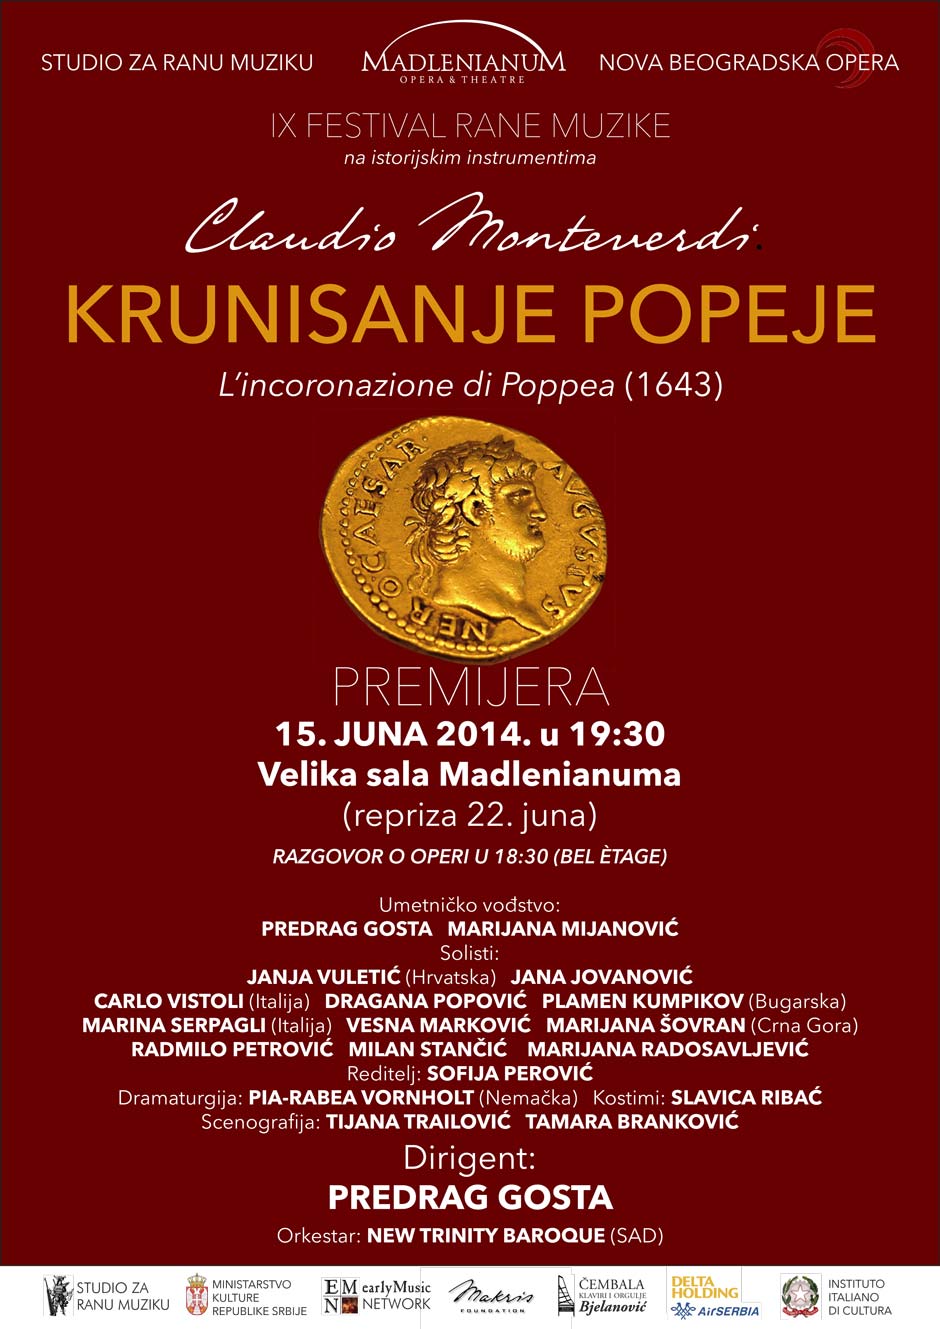 STUDIO ZA RANU MUZIKU MADLENIANUM NOVA BEOGRADSKA OPERA
OPERA & THEATRE
IX FESTIVAL RANE MUZIKE
na istorijskim instrumentima
Claudio Monteverdi.
KRUNISANJE POPEJE
L'incoronazione di Poppea (1643)
NERO CAESAR AVGVSTVS
PREMIJERA
15. JUNA 2014. u 19:30
Velika sala Madlenianuma
(repriza 22. juna)
RAZGOVOR O OPERI U 18:30 (BEL ÈTAGE)
Umetničko vođstvo:
PREDRAG GOSTA MARIJANA MIJANOVIĆ
Solisti:
JANJA VULETIĆ (Hrvatska) JANA JOVANOVIĆ
CARLO VISTOLI (Italija) DRAGANA POPOVIĆ PLAMEN KUMPIKOV (Bugarska)
MARINA SERPAGLI (Italija) VESNA MARKOVIĆ MARIJANA ŠOVRAN (Crna Gora)
RADMILO PETROVIĆ MILAN STANČIĆ MARIJANA RADOSAVLJEVIĆ
Reditelj: SOFIJA PEROVIĆ
Dramaturgija: PIA-RABEA VORNHOLT (Nemačka) Kostimi: SLAVICA RIBAĆ
Scenografija: TIJANA TRAILOVIĆ TAMARA BRANKOVIĆ
Dirigent:
PREDRAG GOSTA
Orkestar: NEW TRINITY BAROQUE (SAD)
STUDIO ZA
RANU MUZIKU
MINISTARSTVO
KULTURE
REPUBLIKE SRBIJE
EM
N
earlyMusic
NETWORK
Makris
FOUNDATION
ČEMBALA
KLAVIRI I ORGULJE
Bjelanović
DELTA
HOLDING
AirSERBIA
INSTITUTO
ITALIANO
DI CULTURA